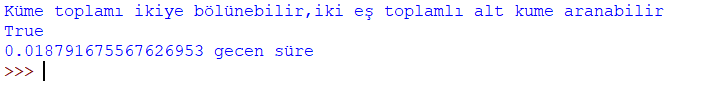 Küme toplamı ikiye bölünebilir,iki eş toplamlı alt kume aranabilir
True
0.018791675567626953 gecen süre
>>>